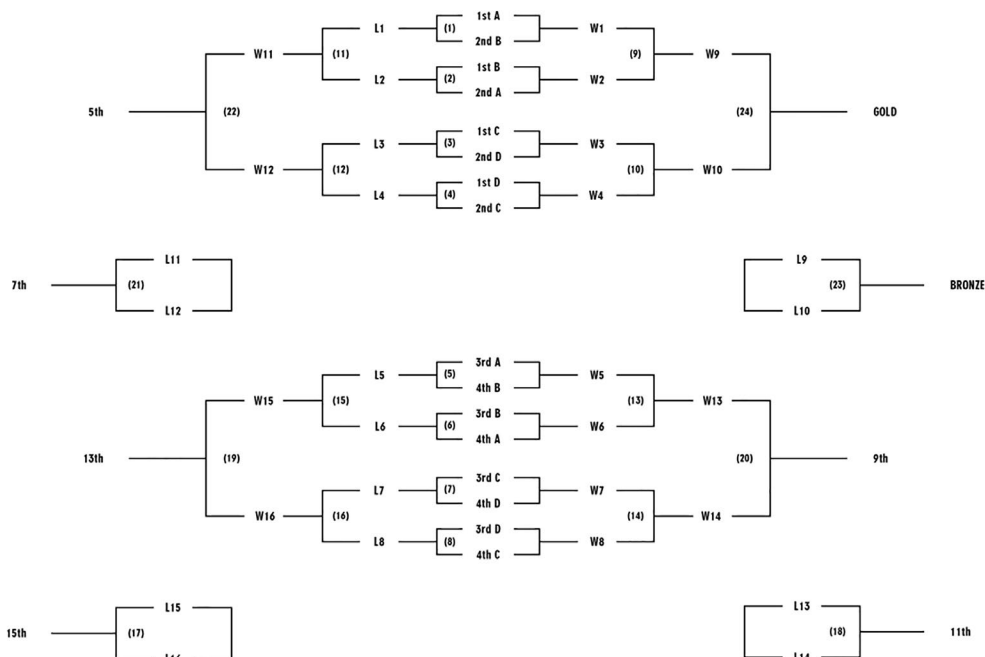 1st A
L1 (1) W1
2nd B
W11 (11) (9) W9
1st B
L2 (2) W2
2nd A
5th (22) (24) GOLD
1st C
L3 (3) W3
2nd D
W12 (12) (10) W10
1st D
L4 (4) W4
2nd C
L11 L9
7th (21) (23) BRONZE
L12 L10
3rd A
L5 (5) W5
4th B
W15 (15) (13) W13
3rd B
L6 (6) W6
4th A
13th (19) (20) 9th
3rd C
L7 (7) W7
4th D
W16 (16) (14) W14
3rd D
L8 (8) W8
4th C
L15 L13
15th (17) (18) 11th